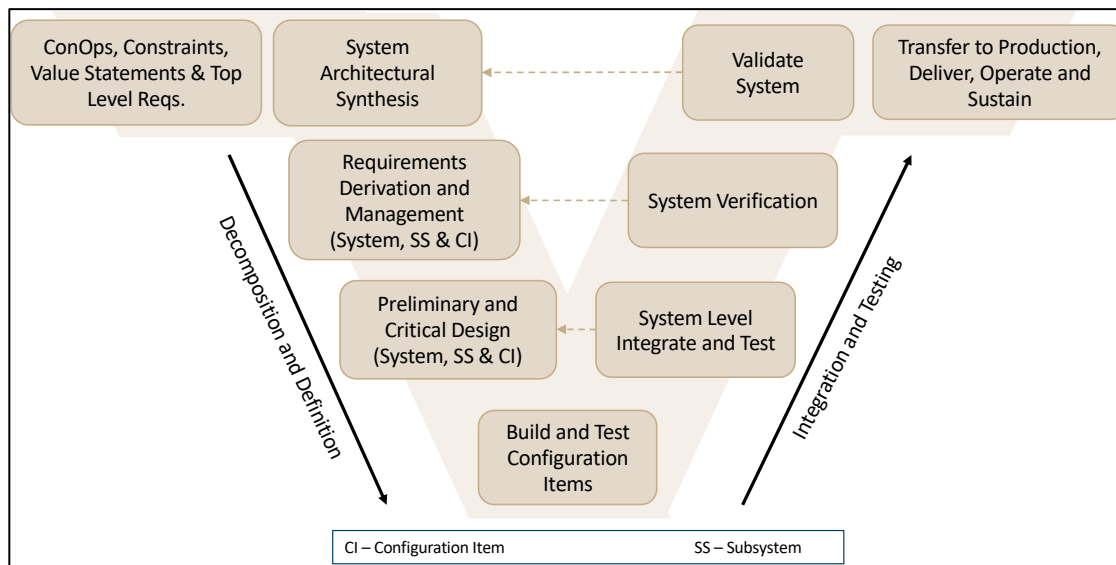 ConOps, Constraints,
Value Statements & Top
Level Reqs.
System
Architectural
Synthesis
Validate
System
Transfer to Production,
Deliver, Operate and
Sustain
Requirements
Derivation and
Management
(System, SS & CI)
System Verification
Decomposition and Definition
Preliminary and
Critical Design
(System, SS & CI)
System Level
Integrate and Test
Integration and Testing
Build and Test
Configuration
Items
CI – Configuration Item
SS – Subsystem